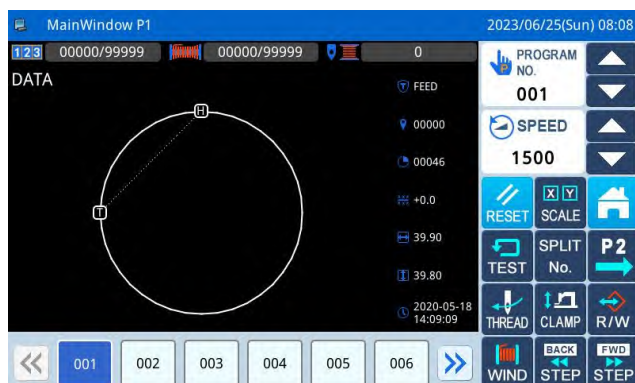 MainWindow P1
2023/06/25(Sun) 08:08
123 00000/99999 00000/99999 0
DATA
H
T
T FEED
00000
00046
+0.0
39.90
39.80
2020-05-18
14:09:09
P PROGRAM
NO.
001
SPEED
1500
RESET
X Y
SCALE
TEST
SPLIT
No.
P2
THREAD
CLAMP
R/W
WIND
BACK
STEP
FWD
STEP
001 002 003 004 005 006